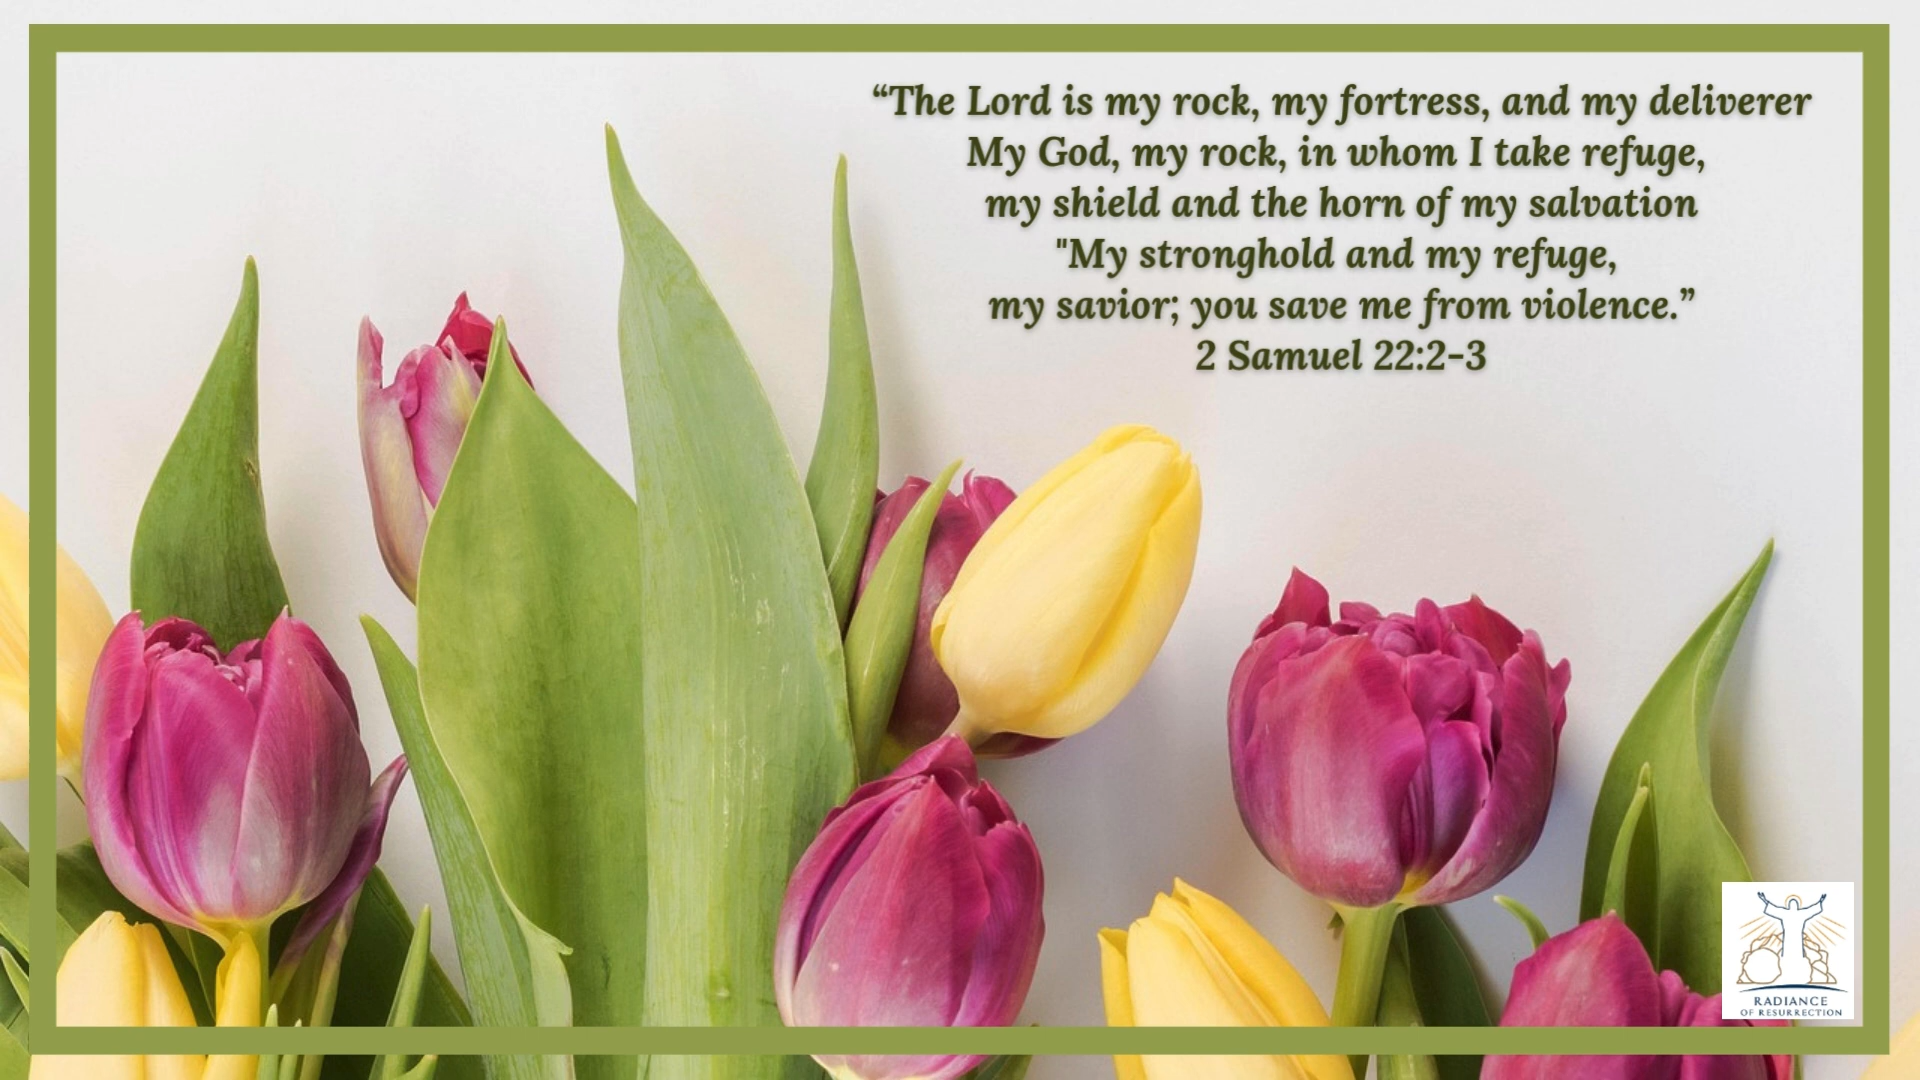 “The Lord is my rock, my fortress, and my deliverer
My God, my rock, in whom I take refuge,
my shield and the horn of my salvation
"My stronghold and my refuge,
my savior; you save me from violence.”
2 Samuel 22:2-3
RADIANCE
OF RESURRECTION